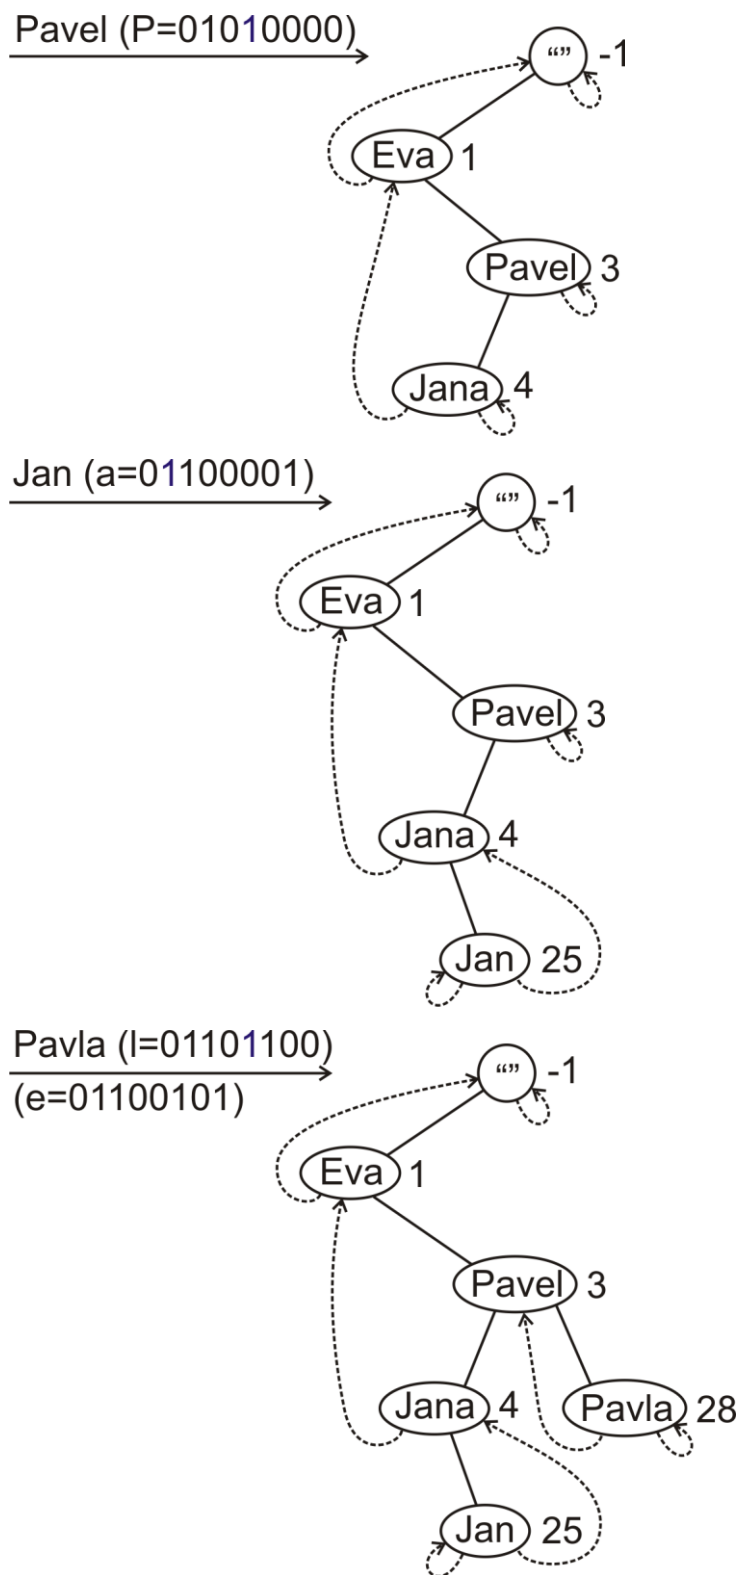 Pavel (P=01010000)
“” -1
Eva 1
Pavel 3
Jana 4
Jan (a=01100001)
“” -1
Eva 1
Pavel 3
Jana 4
Jan 25
Pavla (l=01101100)
(e=01100101)
“” -1
Eva 1
Pavel 3
Jana 4 Pavla 28
Jan 25